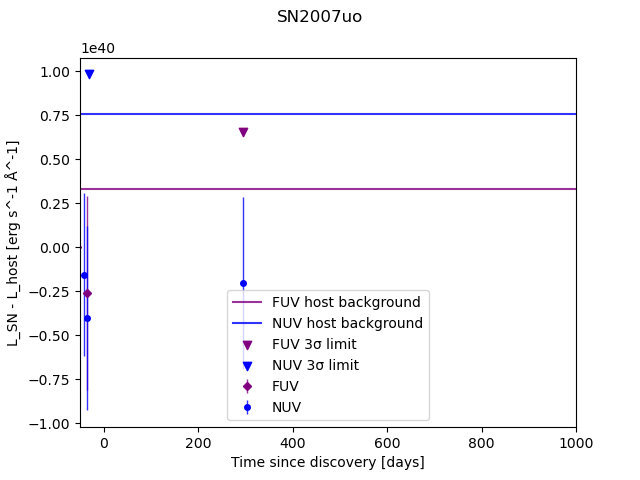 SN2007uo
1e40
L_SN - L_host [erg s^-1 Å^-1]
1.00
0.75
0.50
0.25
0.00
−0.25
−0.50
−0.75
−1.00
FUV host background
NUV host background
FUV 3σ limit
NUV 3σ limit
FUV
NUV
0 200 400 600 800 1000
Time since discovery [days]